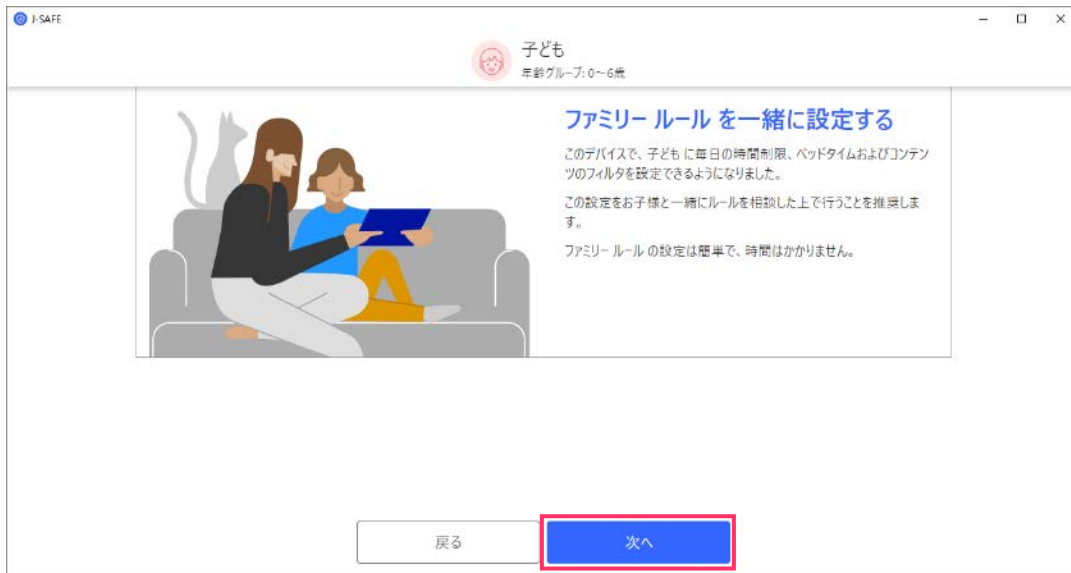 J-SAFE
子ども
年齢グループ: 0～6歳
ファミリー ルール を一緒に設定する
このデバイスで、子ども に毎日の時間制限、ベッドタイムおよびコンテン
ツのフィルタを設定できるようになりました。
この設定をお子様と一緒にルールを相談した上で行うことを推奨しま
す。
ファミリー ルール の設定は簡単で、時間はかかりません。
戻る
次へ